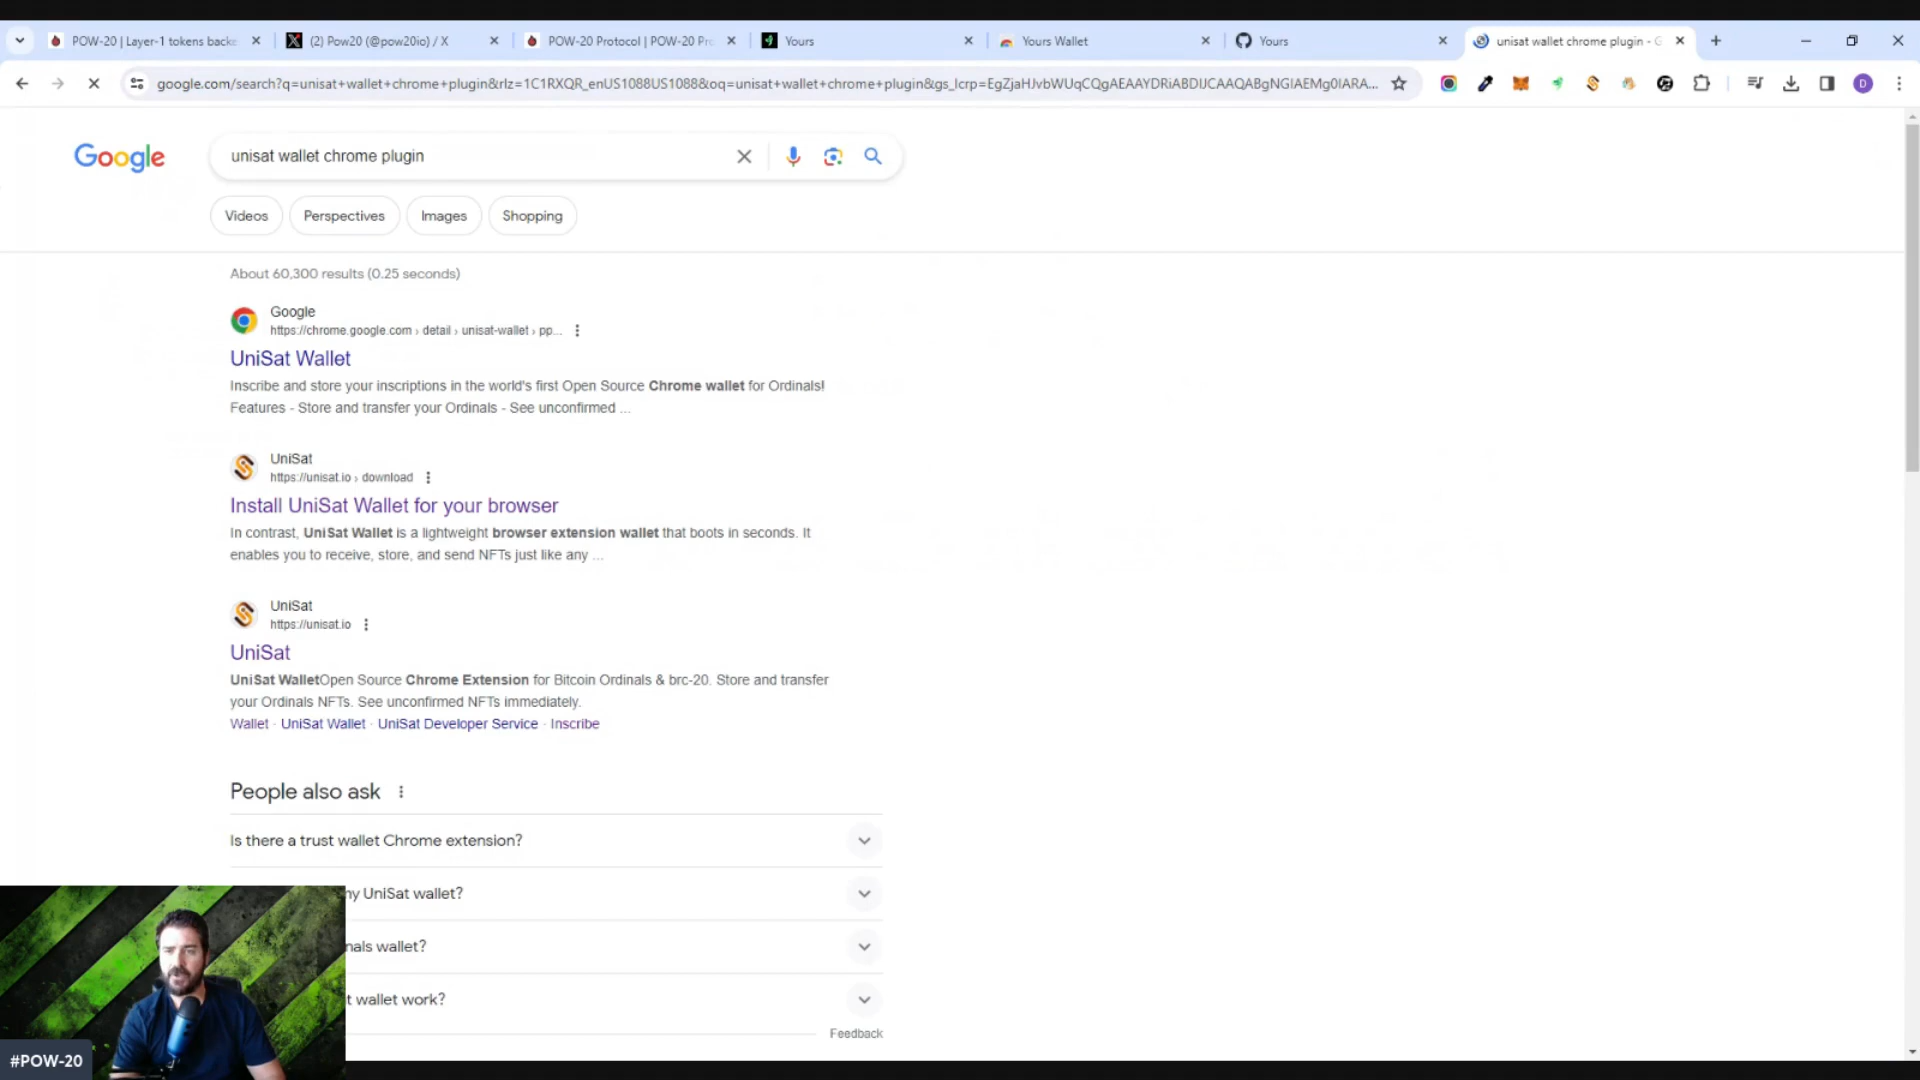 POW-20 | Layer-1 tokens backe
(2) Pow20 (@pow20io) / X
POW-20 Protocol | POW-20 Pr
Yours
Yours Wallet
Yours
unisat wallet chrome plugin - G
google.com/search?q=unisat+wallet+chrome+plugin&rlz=1C1RXQR_enUS1088US1088&oq=unisat+wallet+chrome+plugin&gs_lcrp=EgZjaHJvbWUqCQgAEAAYDRiABDIJCAAQABgNGIAEMg0IARA...
D
Google
unisat wallet chrome plugin
Videos
Perspectives
Images
Shopping
About 60,300 results (0.25 seconds)
Google
https://chrome.google.com › detail › unisat-wallet › pp...
UniSat Wallet
Inscribe and store your inscriptions in the world's first Open Source Chrome wallet for Ordinals!
Features - Store and transfer your Ordinals - See unconfirmed ...
UniSat
https://unisat.io › download
Install UniSat Wallet for your browser
In contrast, UniSat Wallet is a lightweight browser extension wallet that boots in seconds. It
enables you to receive, store, and send NFTs just like any ...
UniSat
https://unisat.io
UniSat
UniSat WalletOpen Source Chrome Extension for Bitcoin Ordinals & brc-20. Store and transfer
your Ordinals NFTs. See unconfirmed NFTs immediately.
Wallet · UniSat Wallet · UniSat Developer Service · Inscribe
People also ask
Is there a trust wallet Chrome extension?
ny UniSat wallet?
nals wallet?
t wallet work?
Feedback
#POW-20